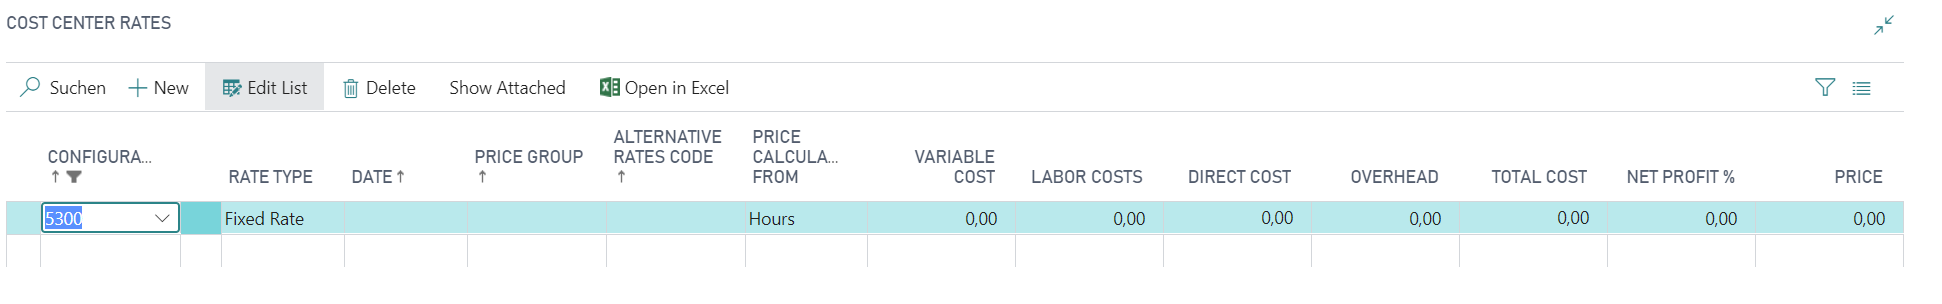 COST CENTER RATES
Suchen New Edit List Delete Show Attached Open in Excel
CONFIGURA... RATE TYPE DATE PRICE GROUP ALTERNATIVE RATES CODE PRICE CALCULA... FROM VARIABLE COST LABOR COSTS DIRECT COST OVERHEAD TOTAL COST NET PROFIT % PRICE
5300 Fixed Rate Hours 0,00 0,00 0,00 0,00 0,00 0,00 0,00